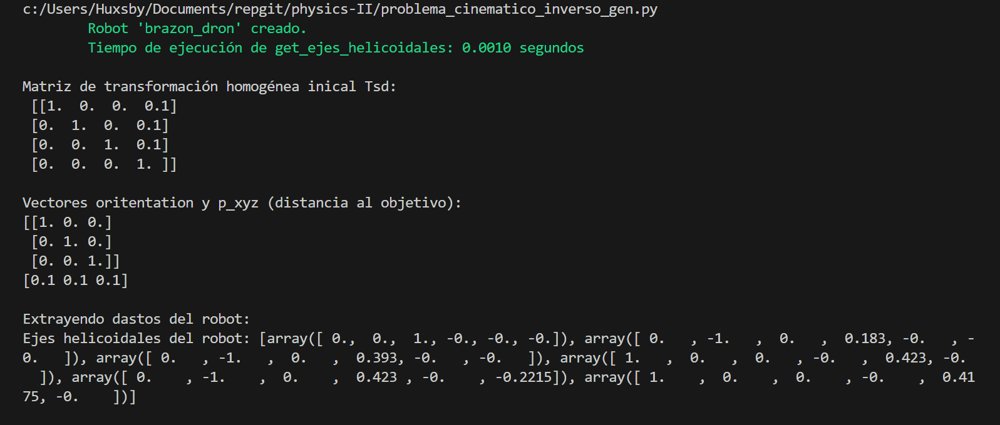 c:/Users/Huxsby/Documents/repgit/physics-II/problema_cinematico_inverso_gen.py
Robot 'brazon_dron' creado.
Tiempo de ejecución de get_ejes_helicoidales: 0.0010 segundos
Matriz de transformación homogénea inical Tsd:
[[1.  0.  0.  0.1]
[0.  1.  0.  0.1]
[0.  0.  1.  0.1]
[0.  0.  0.  1. ]]
Vectores oritentation y p_xyz (distancia al objetivo):
[[1. 0. 0.]
[0. 1. 0.]
[0. 0. 1.]]
[0.1 0.1 0.1]
Extrayendo dastos del robot:
Ejes helicoidales del robot: [array([ 0.,  0.,  1., -0., -0., -0.]), array([ 0.   , -1.   ,  0.   ,  0.183, -0.   , -
0.   ]), array([ 0.   , -1.   ,  0.   ,  0.393, -0.   , -0.   ]), array([ 1.   ,  0.   ,  0.   , -0.   ,  0.423, -0.
]), array([ 0.    , -1.    ,  0.    ,  0.423 , -0.    , -0.2215]), array([ 1.    ,  0.    ,  0.    , -0.    ,  0.41
75, -0.    ])]